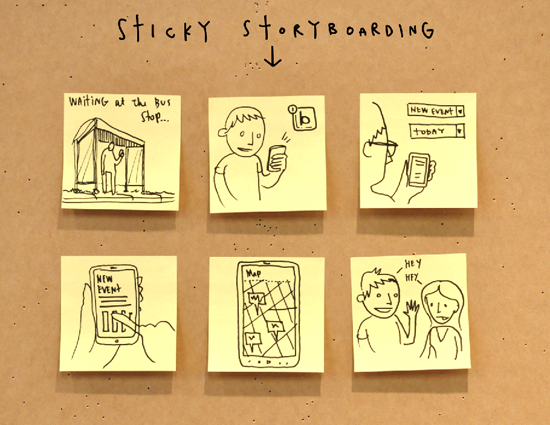 STICKY STORYBOARDING
WAITING at the BUS
STOP...
b
NEW EVENT
TODAY
NEW
EVENT
MAP
HEY
HEY